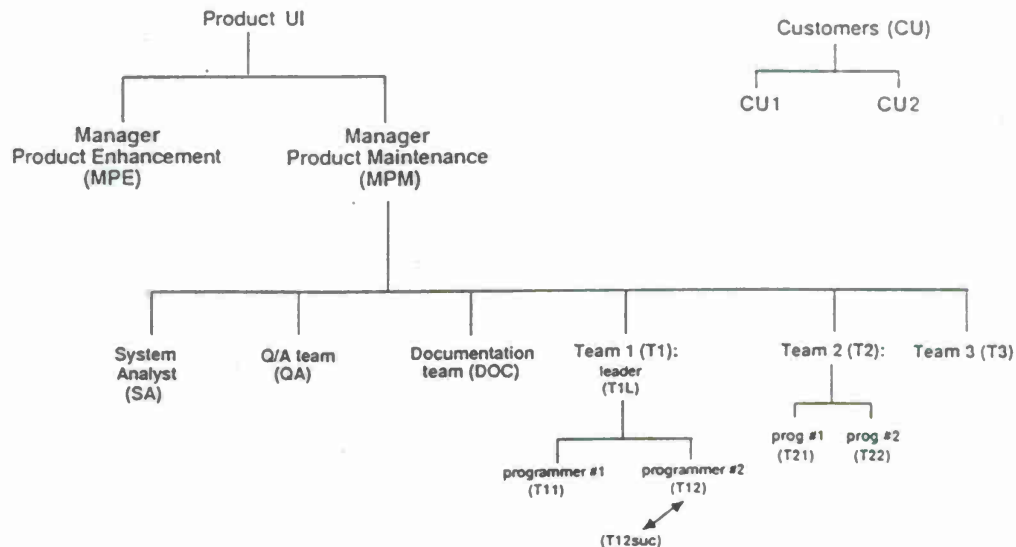 Product UI
Customers (CU)
CU1
CU2
Manager
Product Enhancement
(MPE)
Manager
Product Maintenance
(MPM)
System
Analyst
(SA)
Q/A team
(QA)
Documentation
team (DOC)
Team 1 (T1):
leader
(T1L)
Team 2 (T2):
Team 3 (T3)
prog #1
(T21)
prog #2
(T22)
programmer #1
(T11)
programmer #2
(T12)
(T12suc)